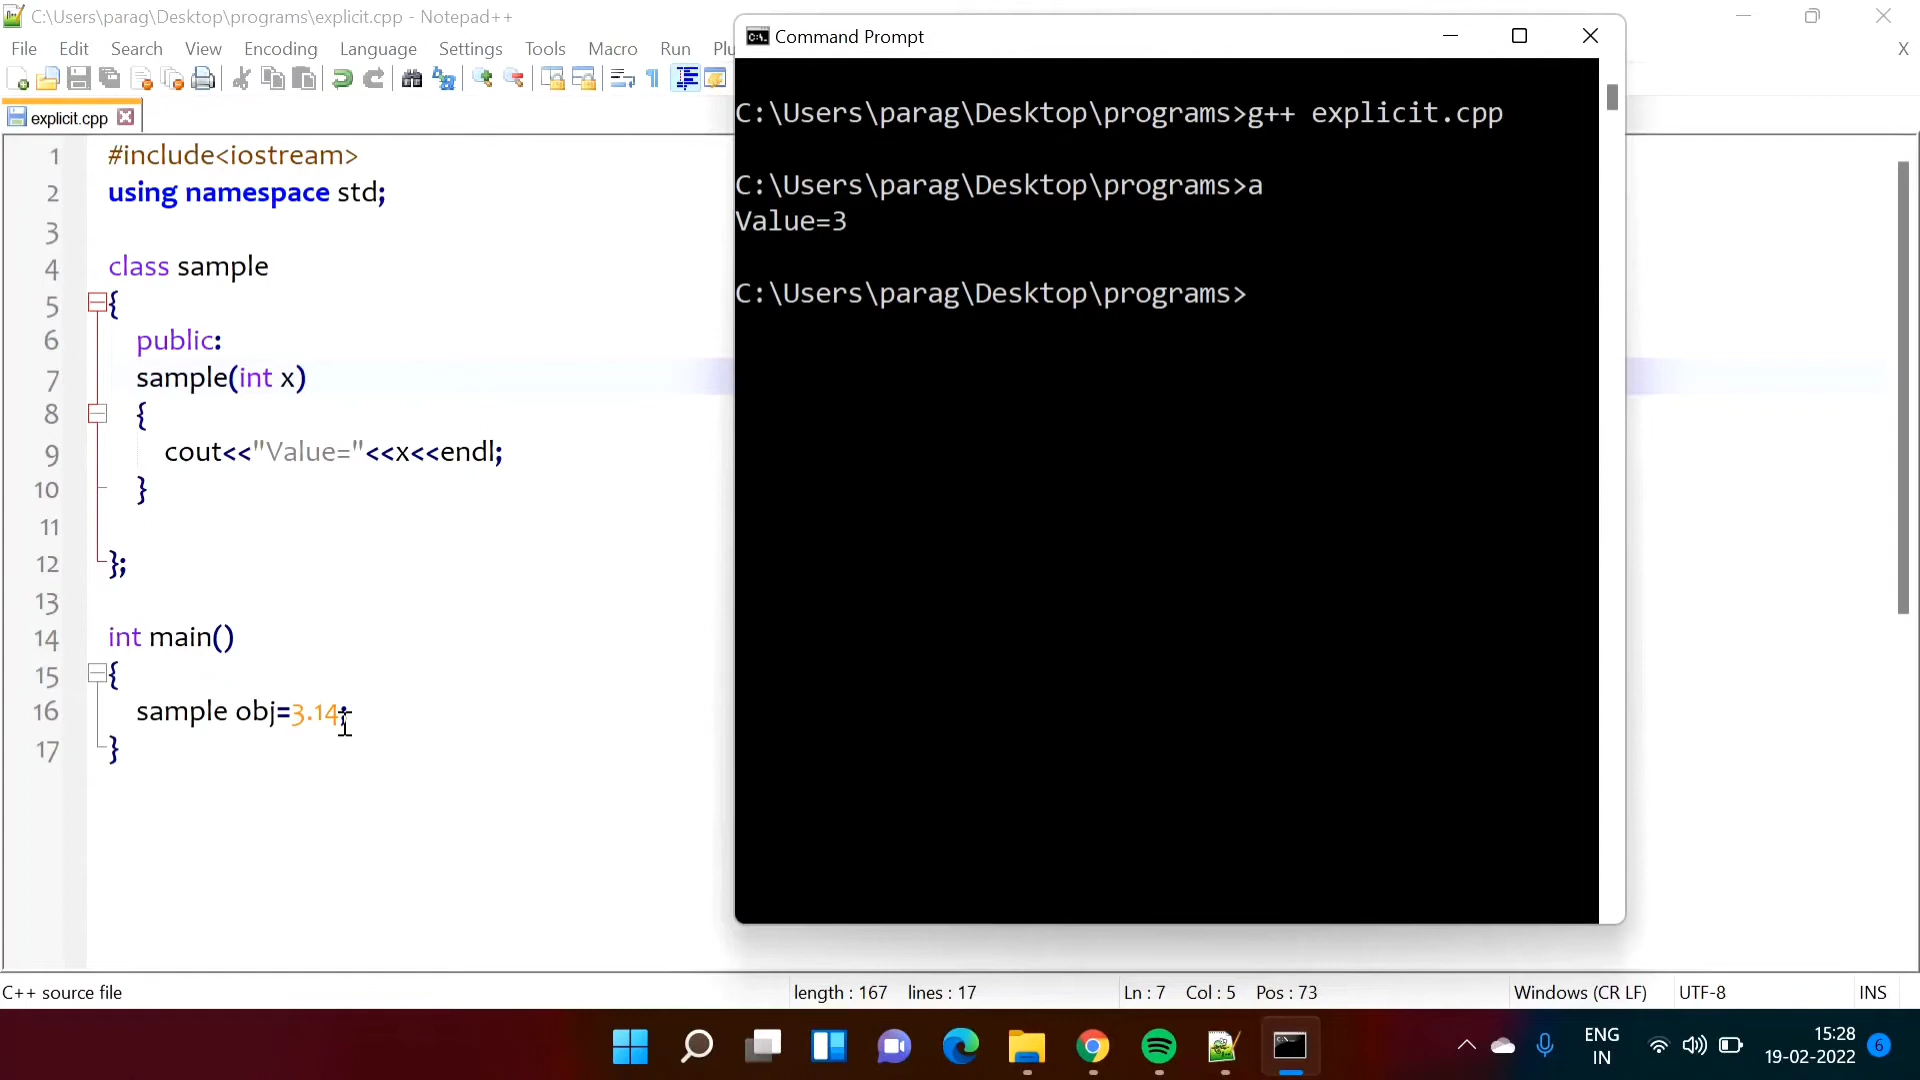 C:\Users\parag\Desktop\programs\explicit.cpp - Notepad++
File Edit Search View Encoding Language Settings Tools Macro Run Plu
X
explicit.cpp
1 #include<iostream>
2 using namespace std;
3
4 class sample
5 {
6 public:
7 sample(int x)
8 {
9 cout<<"Value="<<x<<endl;
10 }
11
12 };
13
14 int main()
15 {
16 sample obj=3.14;
17 }
Command Prompt
C:\Users\parag\Desktop\programs>g++ explicit.cpp
C:\Users\parag\Desktop\programs>a
Value=3
C:\Users\parag\Desktop\programs>
C++ source file length : 167 lines : 17 Ln : 7 Col : 5 Pos : 73 Windows (CR LF) UTF-8 INS
ENG
IN
15:28
19-02-2022
6